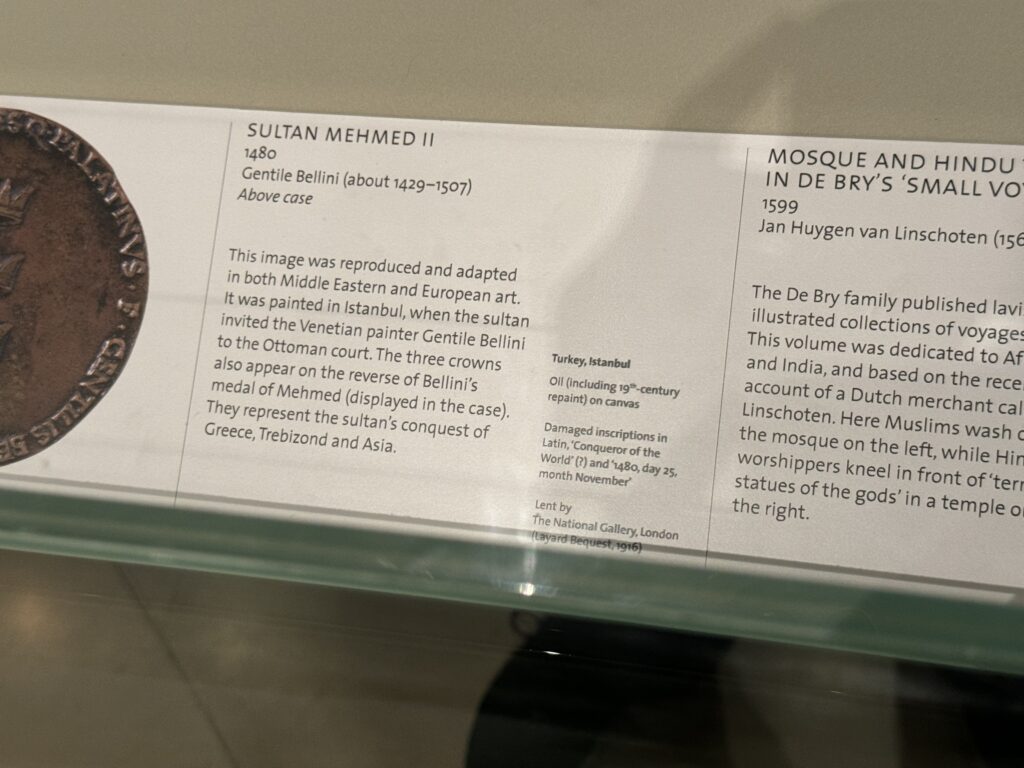 PALATINVS · E · GENTILIS BE
SULTAN MEHMED II
1480
Gentile Bellini (about 1429–1507)
Above case
This image was reproduced and adapted
in both Middle Eastern and European art.
It was painted in Istanbul, when the sultan
invited the Venetian painter Gentile Bellini
to the Ottoman court. The three crowns
also appear on the reverse of Bellini's
medal of Mehmed (displayed in the case).
They represent the sultan's conquest of
Greece, Trebizond and Asia.
Turkey, Istanbul
Oil (including 19th-century
repaint) on canvas
Damaged inscriptions in
Latin, 'Conqueror of the
World' (?) and '1480, day 25,
month November'
Lent by
The National Gallery, London
(Layard Bequest, 1916)
MOSQUE AND HINDU
IN DE BRY'S 'SMALL VO
1599
Jan Huygen van Linschoten (156
The De Bry family published lavi
illustrated collections of voyages
This volume was dedicated to Af
and India, and based on the rece
account of a Dutch merchant cal
Linschoten. Here Muslims wash
the mosque on the left, while Hin
worshippers kneel in front of 'terr
statues of the gods' in a temple o
the right.